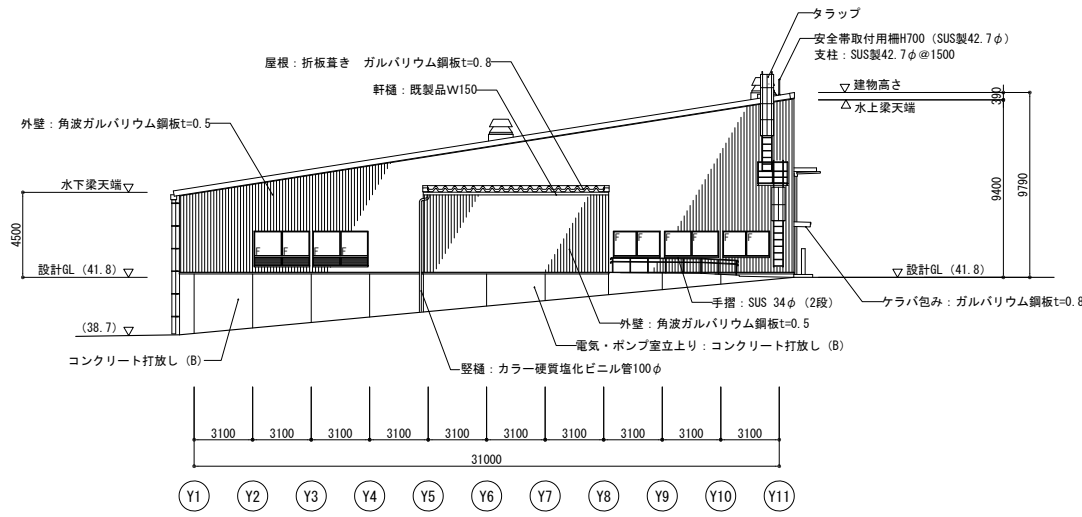 タラップ
安全帯取付用柵H700（SUS製42.7φ）
支柱：SUS製42.7φ@1500
屋根：折板葺き　ガルバリウム鋼板t=0.8
軒樋：既製品W150
建物高さ
390
水上梁天端
外壁：角波ガルバリウム鋼板t=0.5
水下梁天端
4500
9400
9790
F F F F
F F F F F F
設計GL (41.8)
設計GL (41.8)
手摺：SUS 34φ（2段）
ケラバ包み：ガルバリウム鋼板t=0.8
(38.7)
外壁：角波ガルバリウム鋼板t=0.5
コンクリート打放し（B）
電気・ポンプ室立上り：コンクリート打放し（B）
竪樋：カラー硬質塩化ビニル管100φ
3100 3100 3100 3100 3100 3100 3100 3100 3100 3100
31000
Y1 Y2 Y3 Y4 Y5 Y6 Y7 Y8 Y9 Y10 Y11